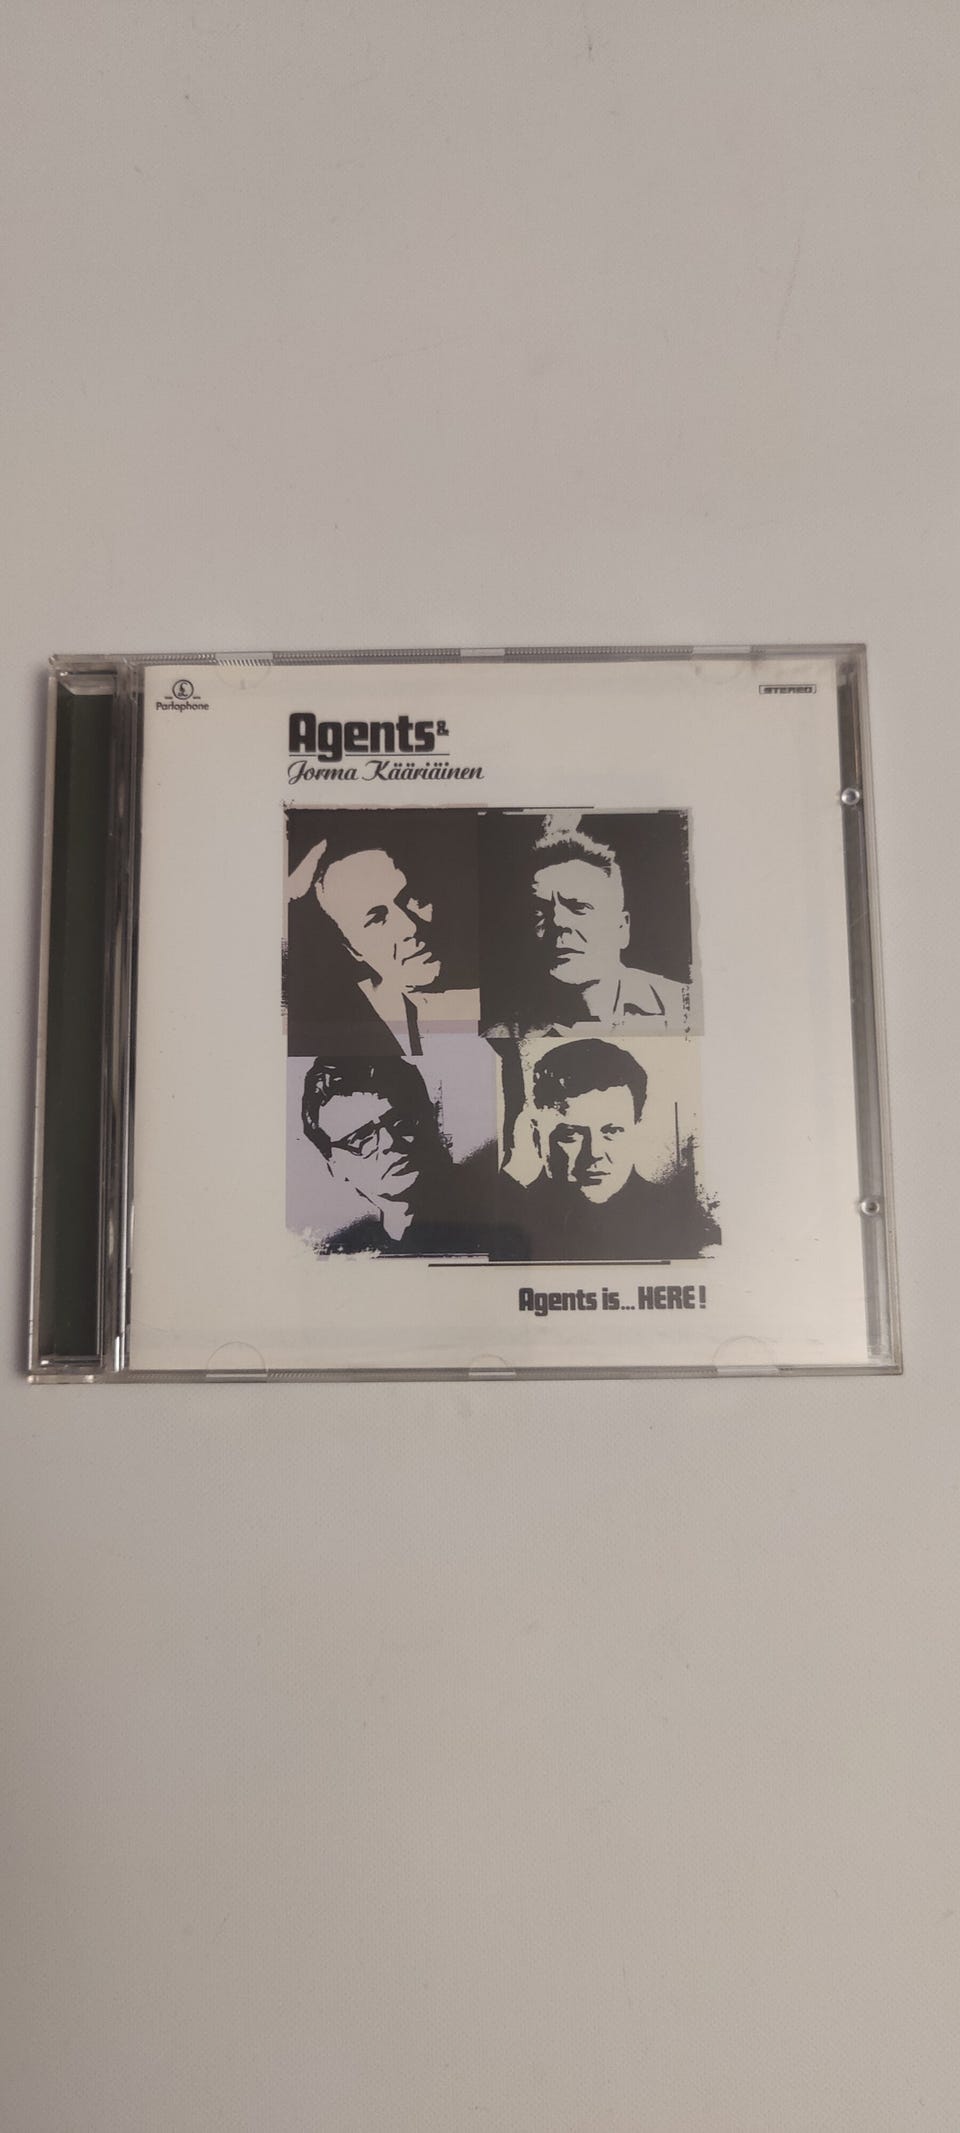 Parlophone
STEREO
Agents &
Jorma Kääriäinen
Agents is... HERE!